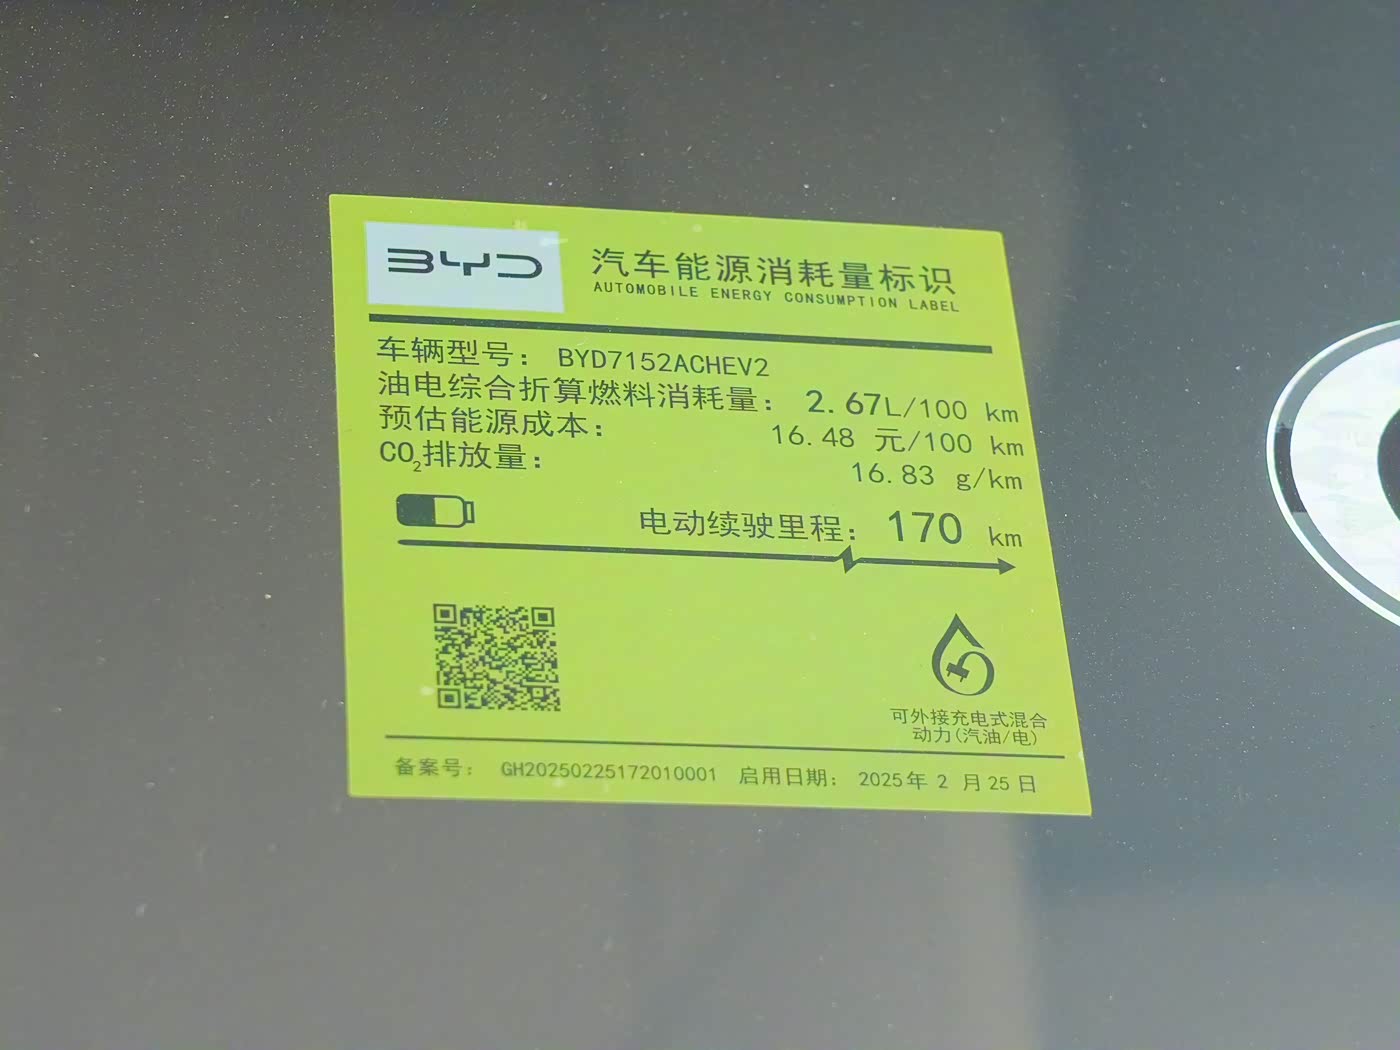 BYD
汽车能源消耗量标识
AUTOMOBILE ENERGY CONSUMPTION LABEL
车辆型号: BYD7152ACHEV2
油电综合折算燃料消耗量: 2.67L/100 km
预估能源成本: 16.48 元/100 km
CO₂排放量: 16.83 g/km
电动续驶里程: 170 km
可外接充电式混合
动力(汽油/电)
备案号: GH20250225172010001 启用日期: 2025年 2 月 25 日